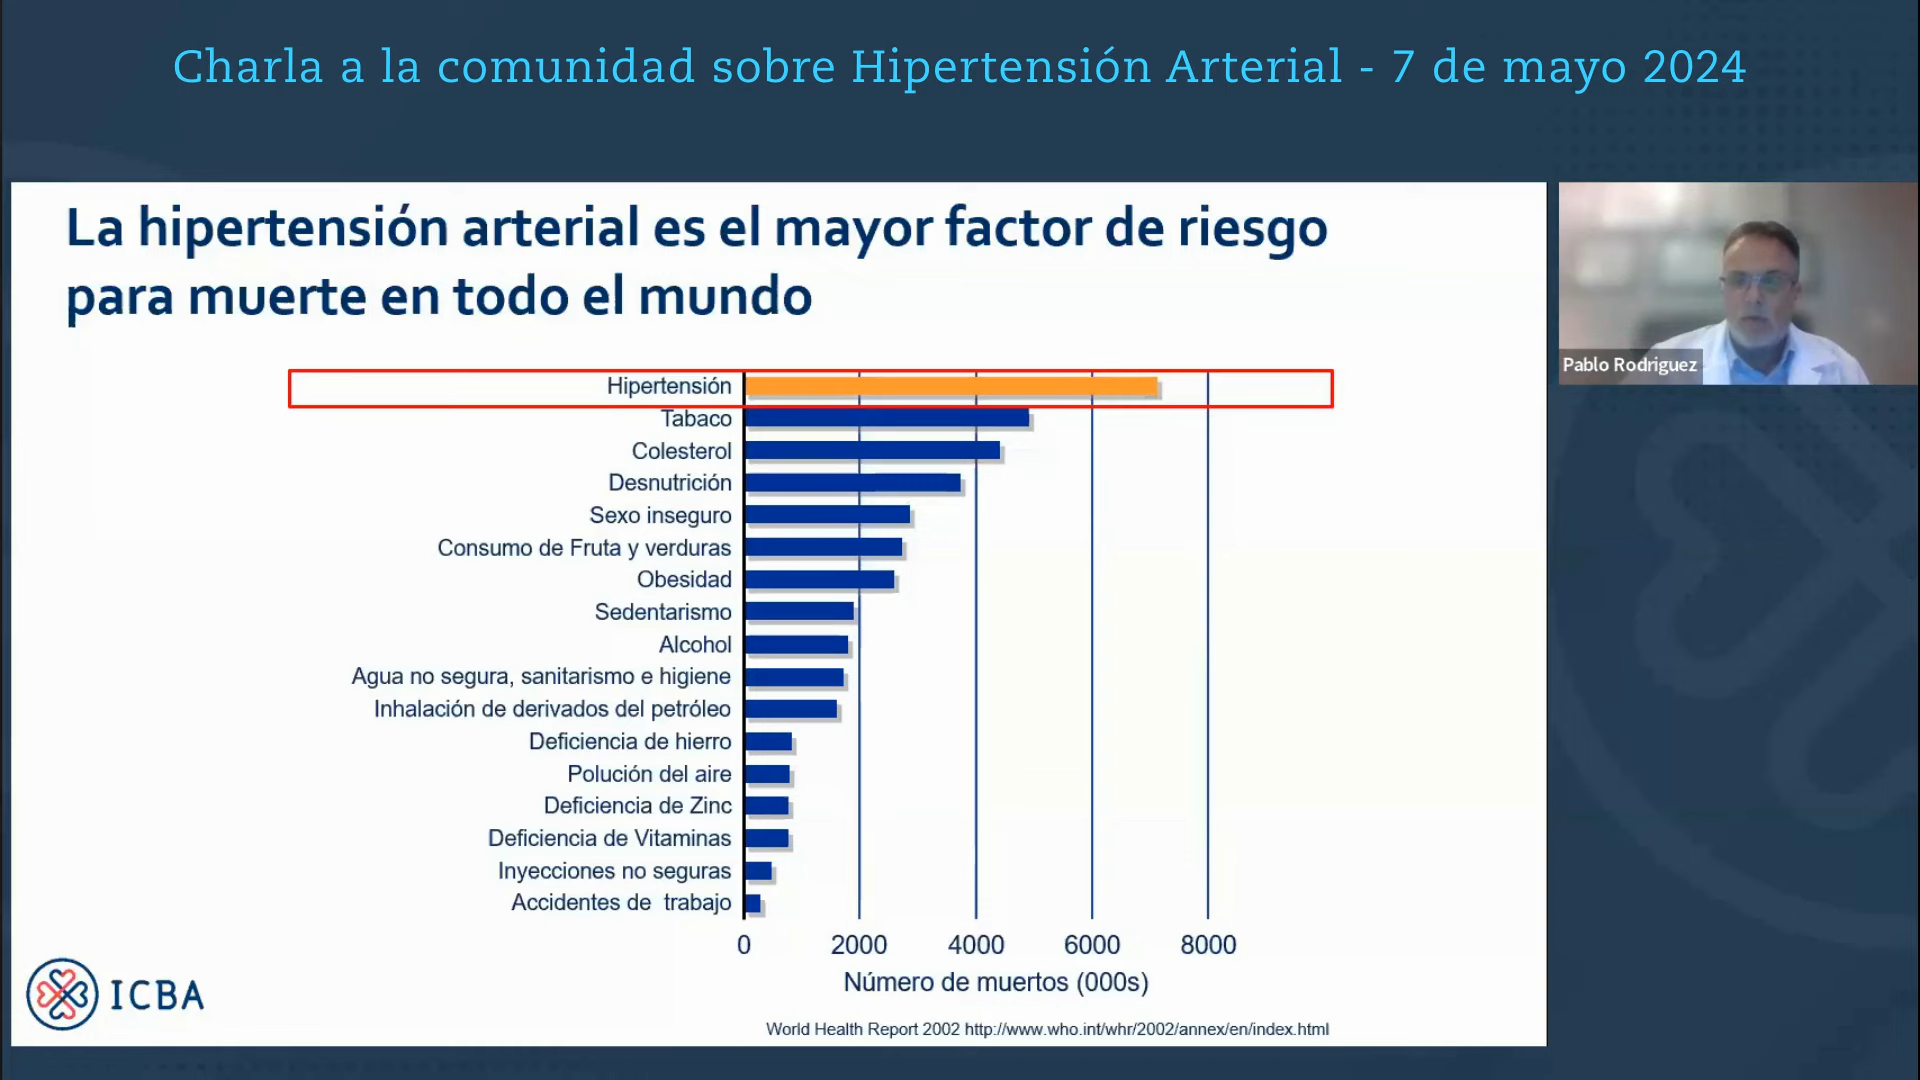 Charla a la comunidad sobre Hipertensión Arterial - 7 de mayo 2024
La hipertensión arterial es el mayor factor de riesgo
para muerte en todo el mundo
Pablo Rodriguez
Hipertensión
Tabaco
Colesterol
Desnutrición
Sexo inseguro
Consumo de Fruta y verduras
Obesidad
Sedentarismo
Alcohol
Agua no segura, sanitarismo e higiene
Inhalación de derivados del petróleo
Deficiencia de hierro
Polución del aire
Deficiencia de Zinc
Deficiencia de Vitaminas
Inyecciones no seguras
Accidentes de  trabajo
0 2000 4000 6000 8000
Número de muertos (000s)
ICBA
World Health Report 2002 http://www.who.int/whr/2002/annex/en/index.html